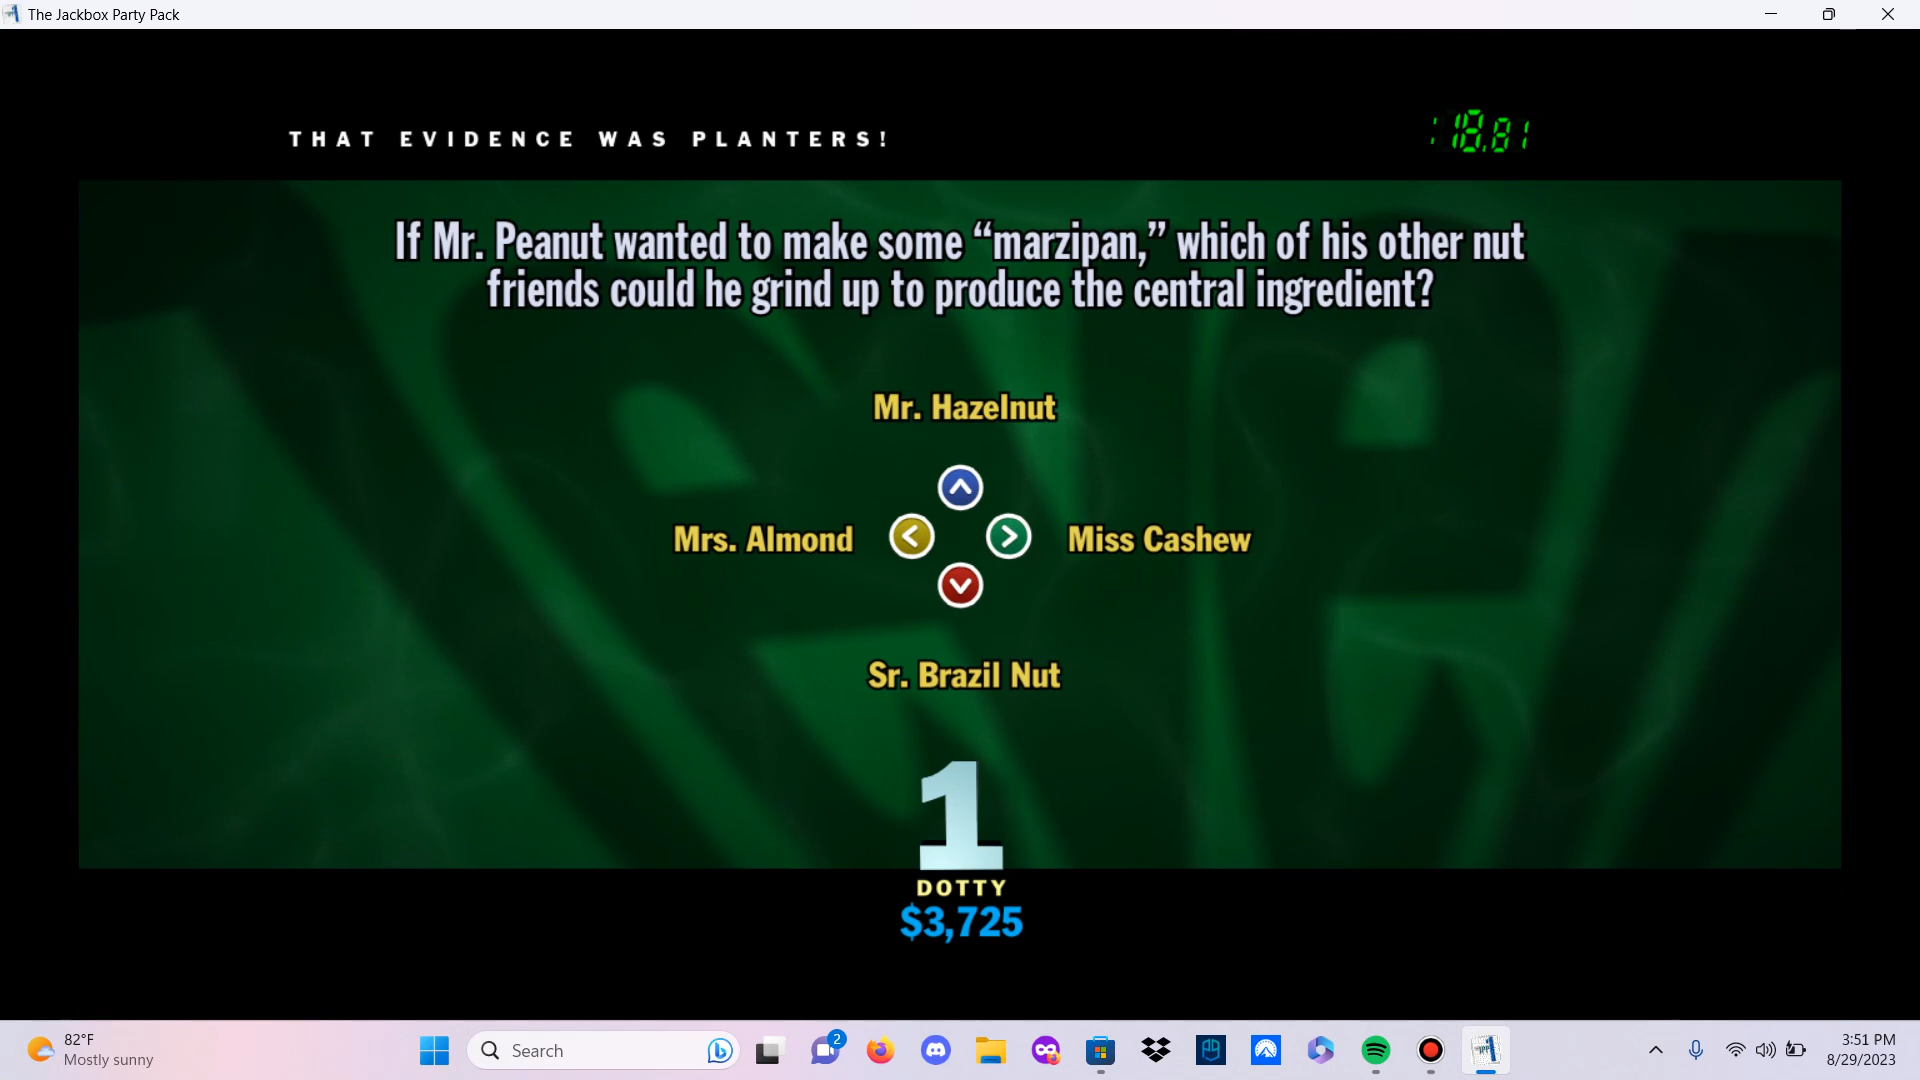 The Jackbox Party Pack
THAT EVIDENCE WAS PLANTERS!
:18.81
If Mr. Peanut wanted to make some “marzipan,” which of his other nut
friends could he grind up to produce the central ingredient?
Mr. Hazelnut
Mrs. Almond
Miss Cashew
Sr. Brazil Nut
1
DOTTY
$3,725
82°F
Mostly sunny
Search
2
3:51 PM
8/29/2023